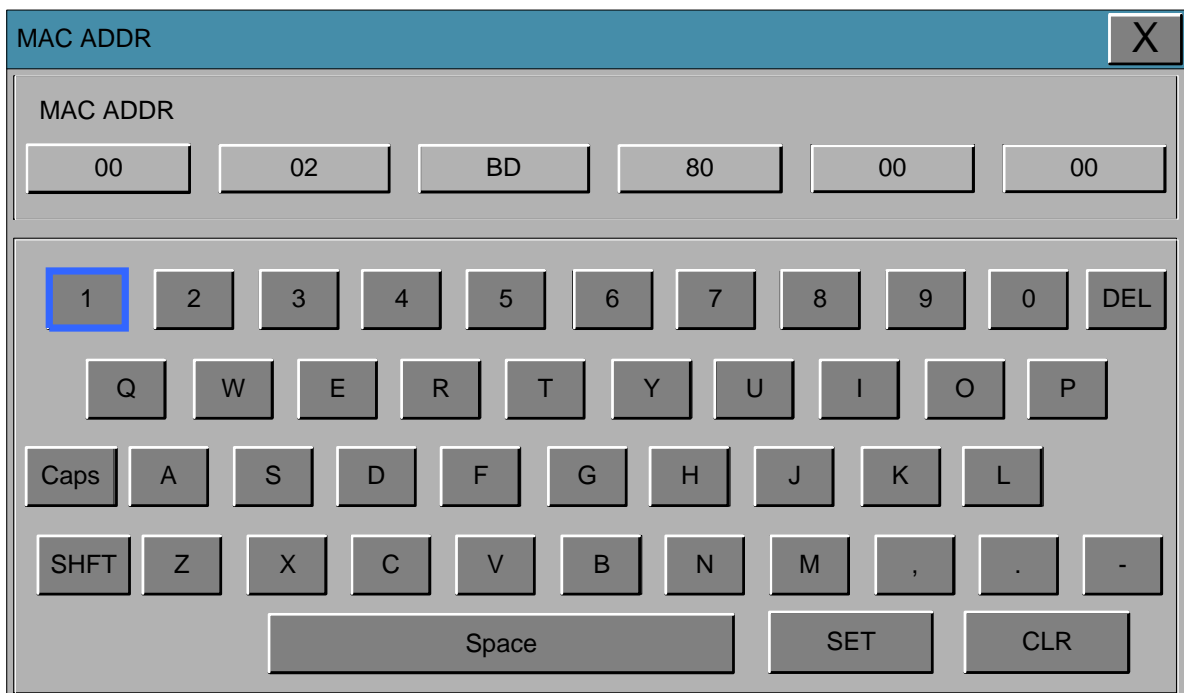 MAC ADDR X
MAC ADDR
00 02 BD 80 00 00
1 2 3 4 5 6 7 8 9 0 DEL
Q W E R T Y U I O P
Caps A S D F G H J K L
SHFT Z X C V B N M , . -
Space SET CLR